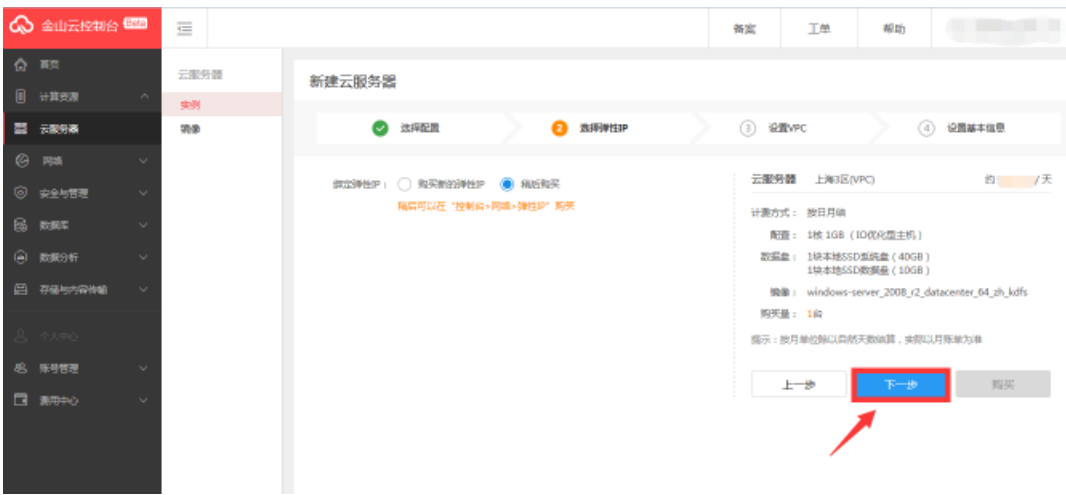 金山云控制台 Beta
备案 工单 帮助
首页
计算资源
云服务器
网络
安全与管理
数据库
数据分析
存储与内容传输
个人中心
账号管理
费用中心
云服务器
实例
镜像
新建云服务器
选择配置 2 选择弹性IP 3 设置VPC 4 设置基本信息
绑定弹性IP： 购买新的弹性IP 稍后购买
稍后可以在“控制台>网络>弹性IP”购买
云服务器 上海3区(VPC) 约 /天
计费方式： 按日月结
配置： 1核 1GB（IO优化型主机）
数据盘： 1块本地SSD系统盘（40GB）
1块本地SSD数据盘（10GB）
镜像： windows-server_2008_r2_datacenter_64_zh_kdfs
购买量： 1台
提示：按月单位除以自然天数结算，实际以月账单为准
上一步 下一步 购买